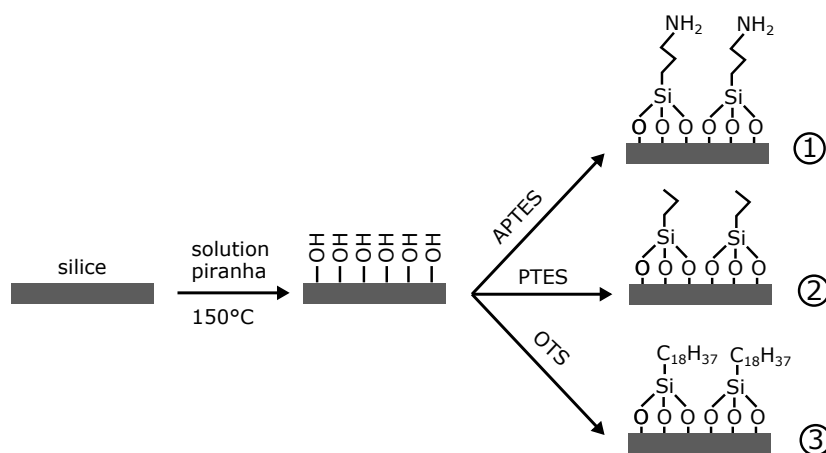 NH₂ NH₂
Si Si
O O O O O O
①
silice
solution
piranha
150°C
OH OH OH OH OH OH
APTES
Si Si
O O O O O O
PTES
②
OTS
C₁₈H₃₇ C₁₈H₃₇
Si Si
O O O O O O
③